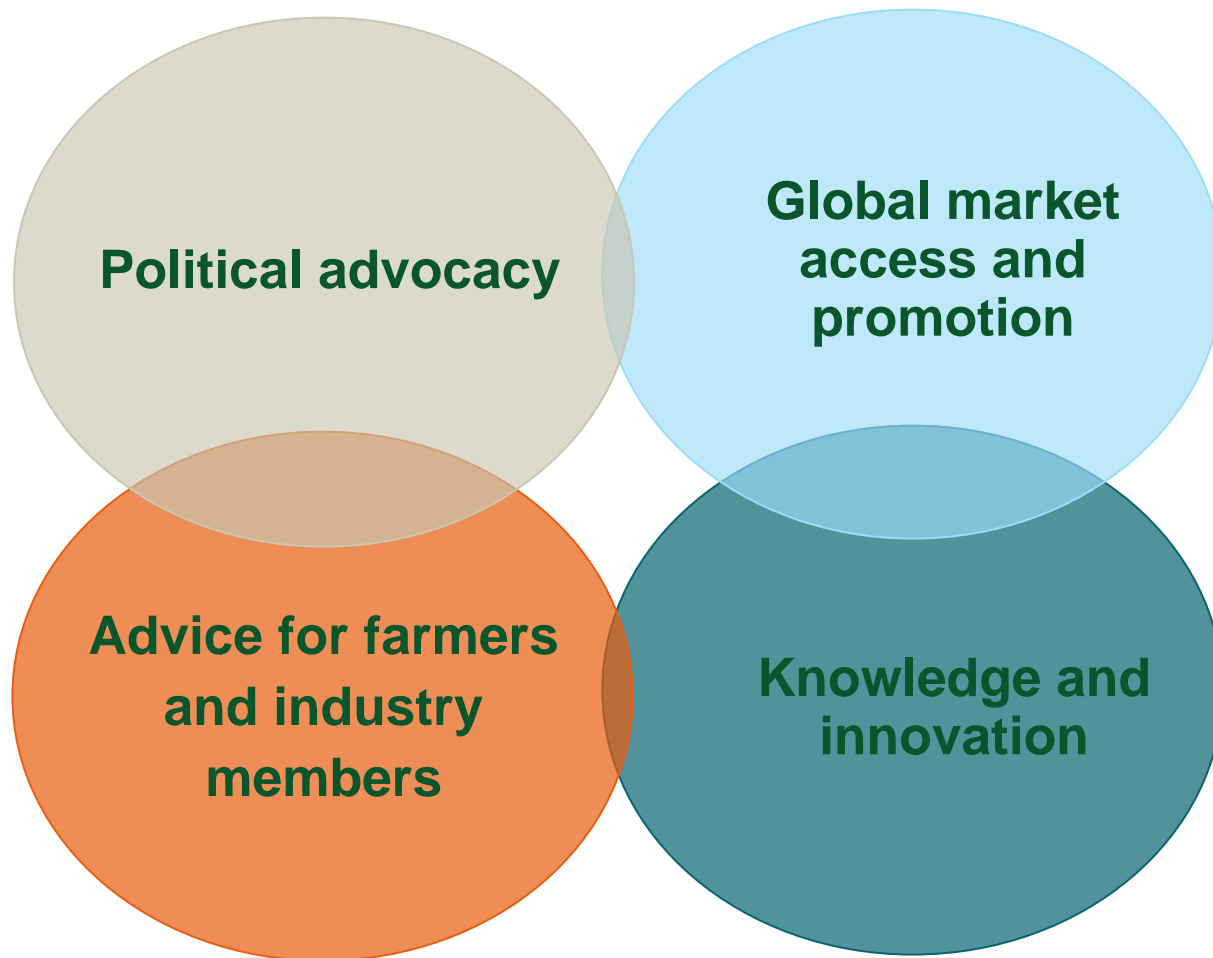 Political advocacy
Global market
access and
promotion
Advice for farmers
and industry
members
Knowledge and
innovation